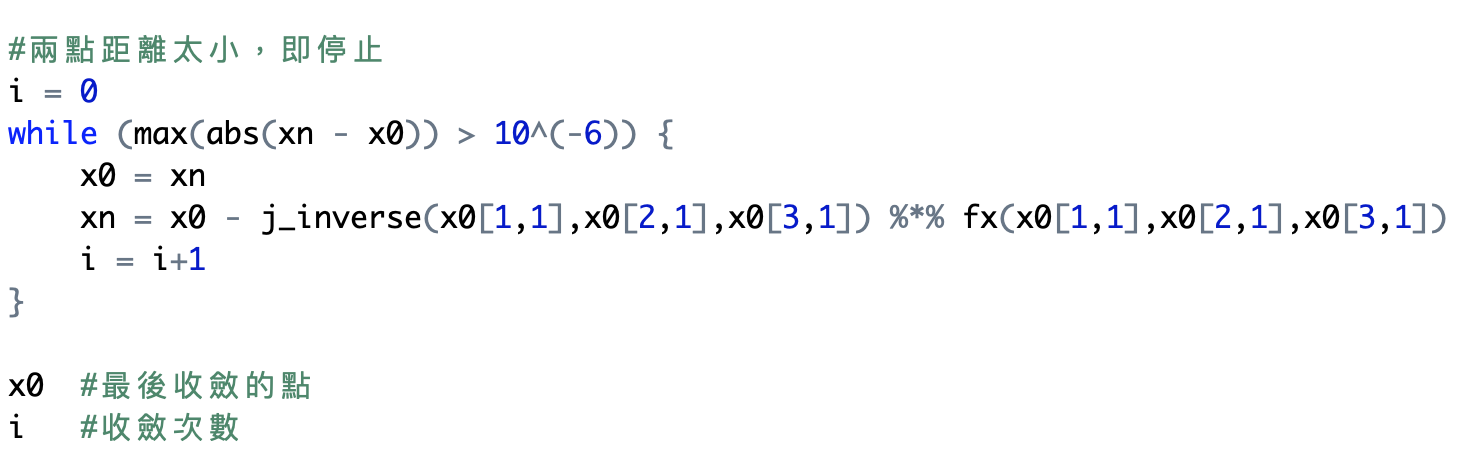 #兩點距離太小，即停止
i = 0
while (max(abs(xn - x0)) > 10^(-6)) {
    x0 = xn
    xn = x0 - j_inverse(x0[1,1],x0[2,1],x0[3,1]) %*% fx(x0[1,1],x0[2,1],x0[3,1])
    i = i+1
}
x0  #最後收斂的點
i   #收斂次數